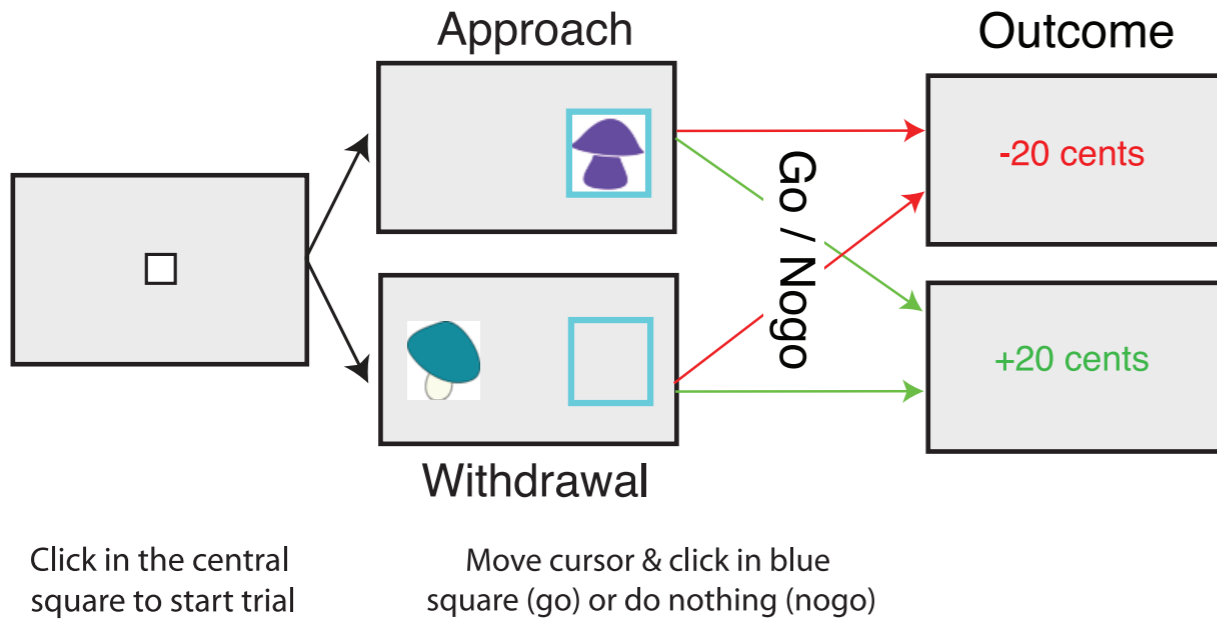 Approach
Outcome
-20 cents
Go / Nogo
+20 cents
Withdrawal
Click in the central
square to start trial
Move cursor & click in blue
square (go) or do nothing (nogo)